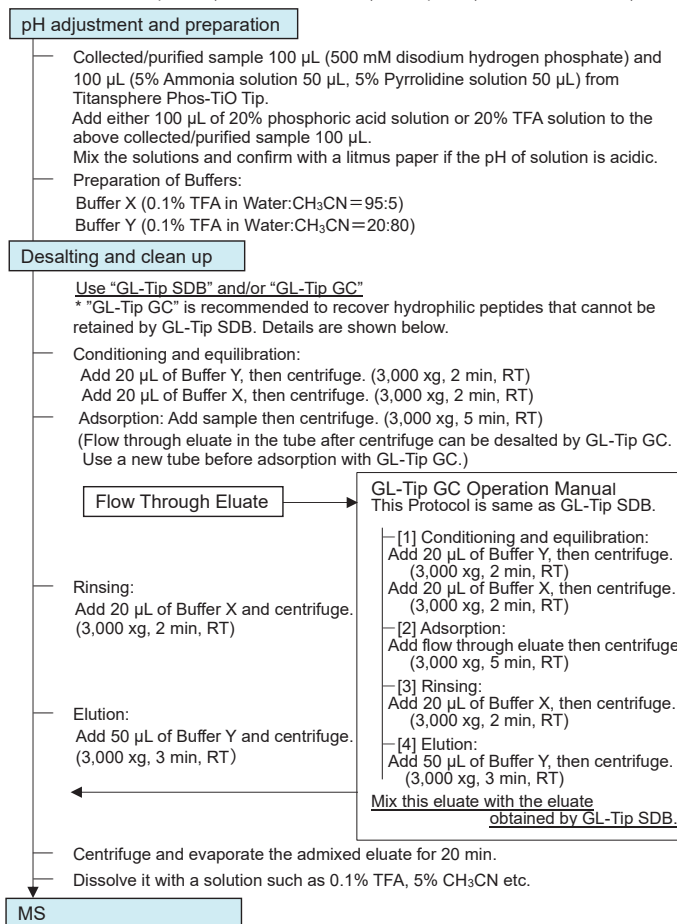 pH adjustment and preparation
Collected/purified sample 100 µL (500 mM disodium hydrogen phosphate) and
100 µL (5% Ammonia solution 50 µL, 5% Pyrrolidine solution 50 µL) from
Titansphere Phos-TiO Tip.
Add either 100 µL of 20% phosphoric acid solution or 20% TFA solution to the
above collected/purified sample 100 µL.
Mix the solutions and confirm with a litmus paper if the pH of solution is acidic.
Preparation of Buffers:
Buffer X (0.1% TFA in Water:CH₃CN＝95:5)
Buffer Y (0.1% TFA in Water:CH₃CN＝20:80)
Desalting and clean up
Use “GL-Tip SDB” and/or “GL-Tip GC”
* ”GL-Tip GC” is recommended to recover hydrophilic peptides that cannot be
retained by GL-Tip SDB. Details are shown below.
Conditioning and equilibration:
Add 20 µL of Buffer Y, then centrifuge. (3,000 xg, 2 min, RT)
Add 20 µL of Buffer X, then centrifuge. (3,000 xg, 2 min, RT)
Adsorption: Add sample then centrifuge. (3,000 xg, 5 min, RT)
(Flow through eluate in the tube after centrifuge can be desalted by GL-Tip GC.
Use a new tube before adsorption with GL-Tip GC.)
Flow Through Eluate
GL-Tip GC Operation Manual
This Protocol is same as GL-Tip SDB.
[1] Conditioning and equilibration:
Add 20 µL of Buffer Y, then centrifuge.
(3,000 xg, 2 min, RT)
Add 20 µL of Buffer X, then centrifuge.
(3,000 xg, 2 min, RT)
[2] Adsorption:
Add flow through eluate then centrifuge
(3,000 xg, 5 min, RT)
[3] Rinsing:
Add 20 µL of Buffer X, then centrifuge.
(3,000 xg, 2 min, RT)
[4] Elution:
Add 50 µL of Buffer Y, then centrifuge.
(3,000 xg, 3 min, RT)
Mix this eluate with the eluate
obtained by GL-Tip SDB.
Rinsing:
Add 20 µL of Buffer X and centrifuge.
(3,000 xg, 2 min, RT)
Elution:
Add 50 µL of Buffer Y and centrifuge.
(3,000 xg, 3 min, RT）
Centrifuge and evaporate the admixed eluate for 20 min.
Dissolve it with a solution such as 0.1% TFA, 5% CH₃CN etc.
MS